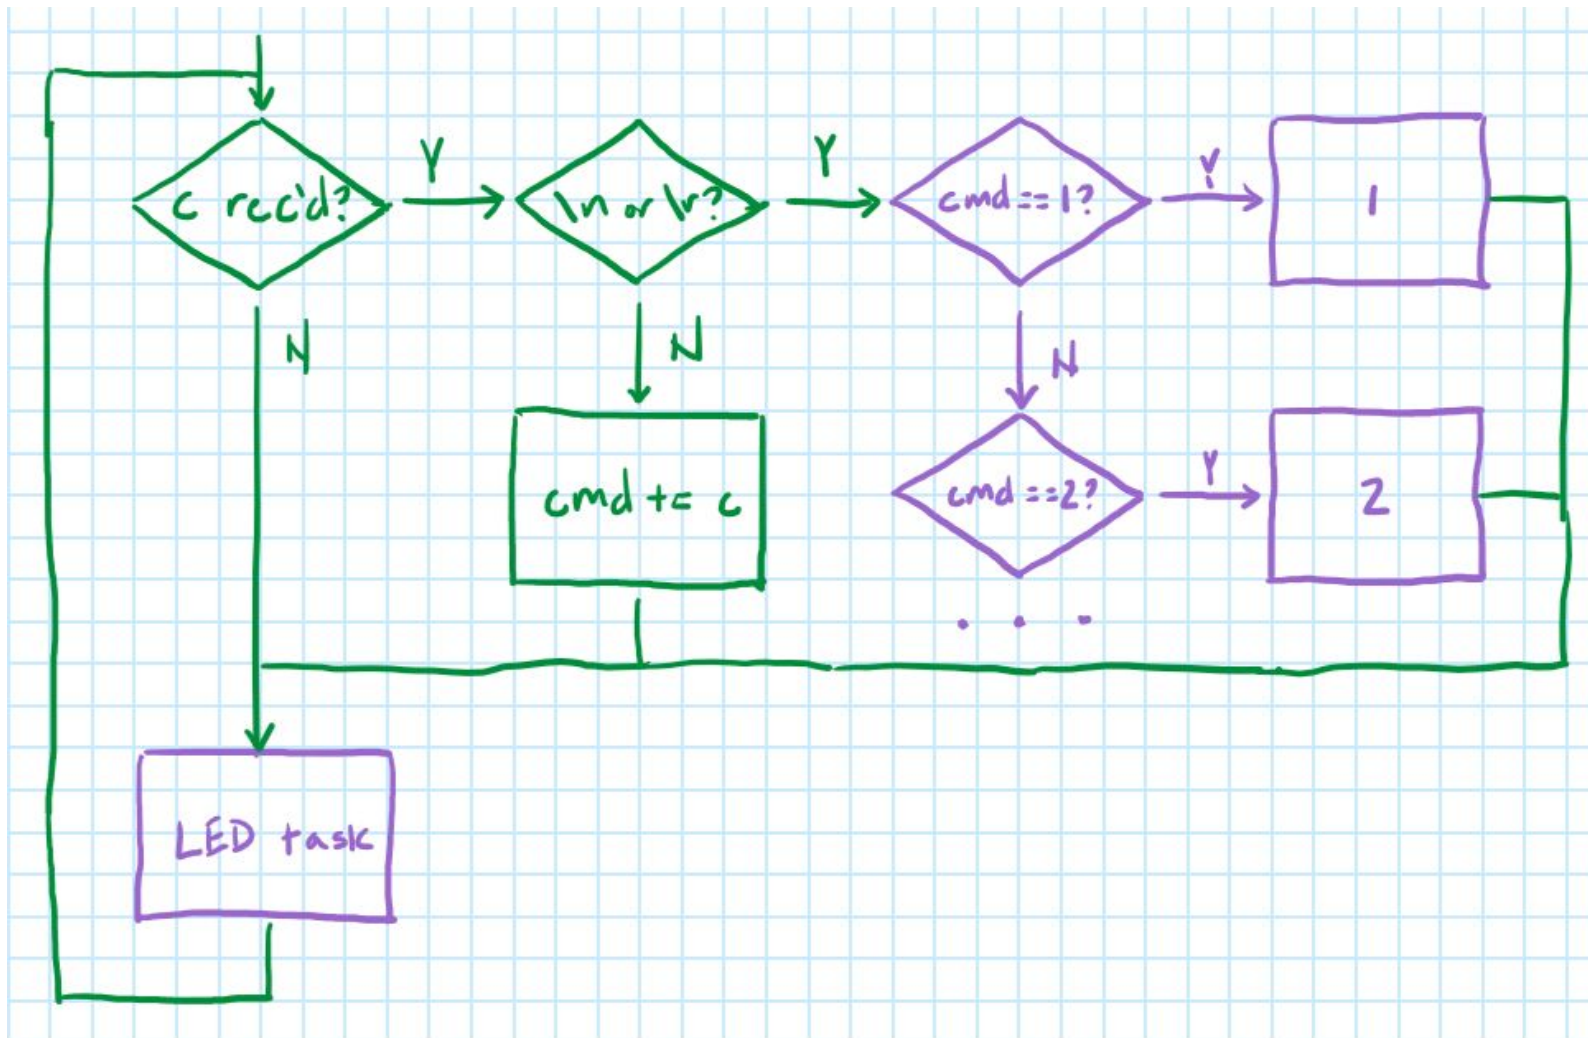 c rec'd?
Y
\n or \r?
Y
cmd==1?
Y
1
N
N
N
cmd += c
cmd==2?
Y
2
. . .
LED task